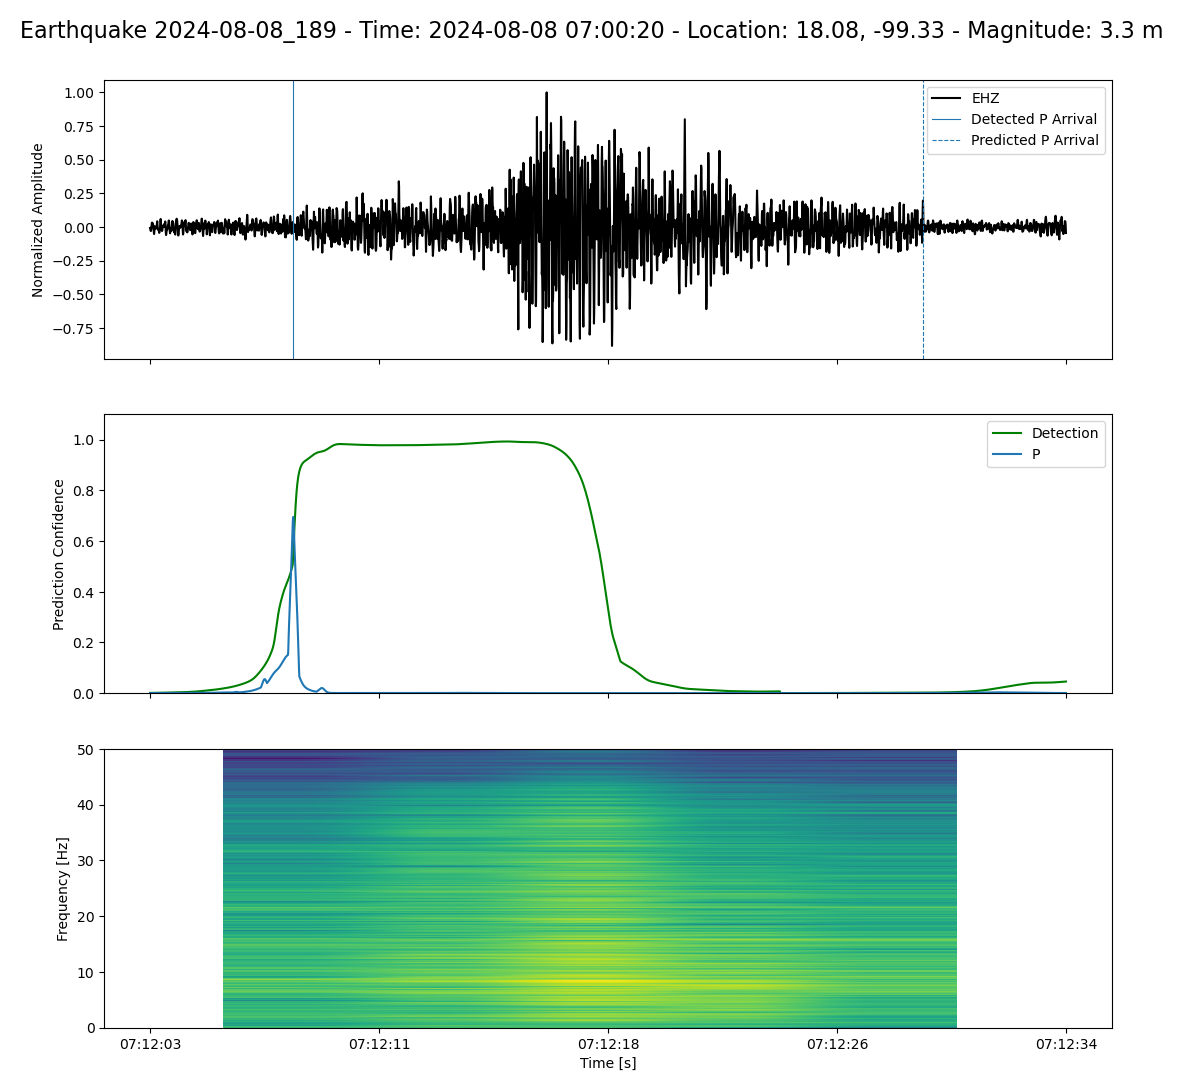 Earthquake 2024-08-08_189 - Time: 2024-08-08 07:00:20 - Location: 18.08, -99.33 - Magnitude: 3.3 m
1.00
0.75
0.50
0.25
0.00
−0.25
−0.50
−0.75
Normalized Amplitude
EHZ
Detected P Arrival
Predicted P Arrival
1.0
0.8
0.6
0.4
0.2
0.0
Prediction Confidence
Detection
P
50
40
30
20
10
0
Frequency [Hz]
07:12:03
07:12:11
07:12:18
07:12:26
07:12:34
Time [s]